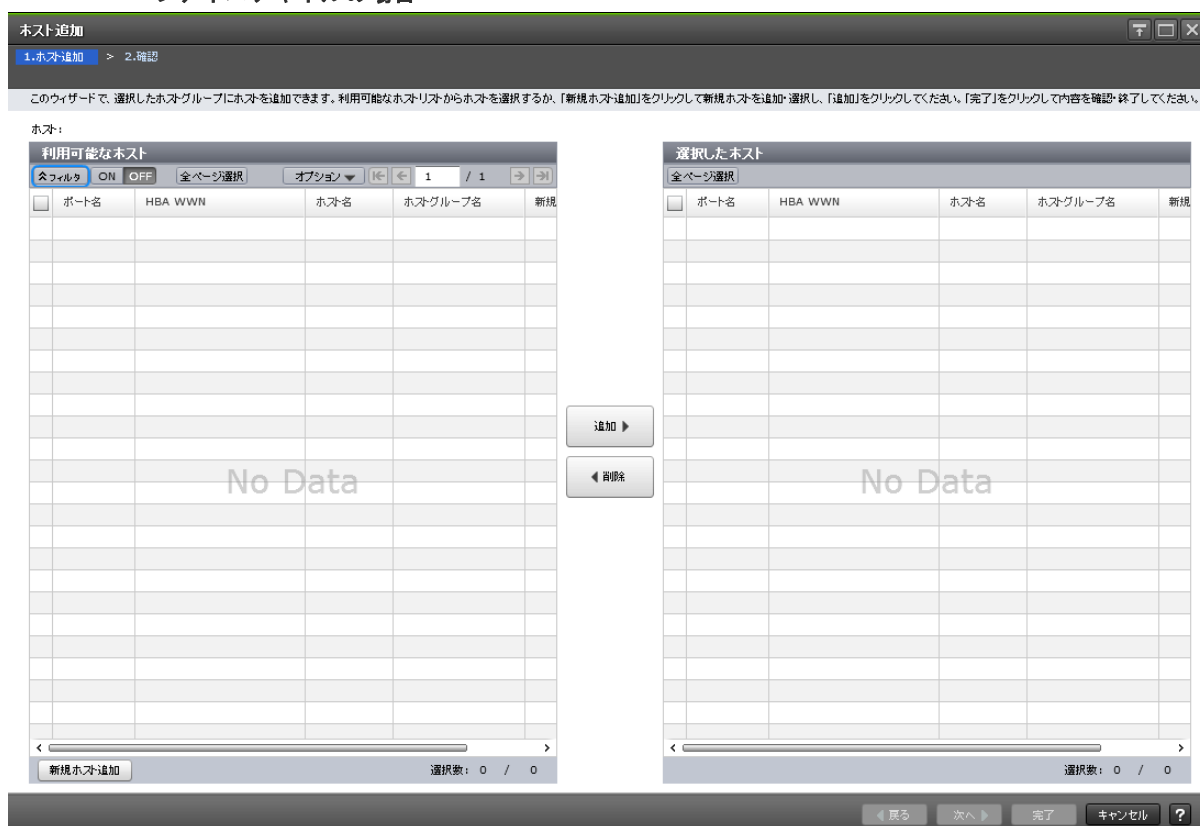 ホスト追加
1.ホスト追加 > 2.確認
このウィザードで、選択したホストグループにホストを追加できます。利用可能なホストリストからホストを選択するか、「新規ホスト追加」をクリックして新規ホストを追加・選択し、「追加」をクリックしてください。「完了」をクリックして内容を確認・終了してください。
ホスト:
利用可能なホスト
フィルタ ON OFF 全ページ選択 オプション 1 / 1
ポート名 HBA WWN ホスト名 ホストグループ名 新規
No Data
新規ホスト追加 選択数: 0 / 0
追加
削除
選択したホスト
全ページ選択
ポート名 HBA WWN ホスト名 ホストグループ名 新規
No Data
選択数: 0 / 0
戻る 次へ 完了 キャンセル ?